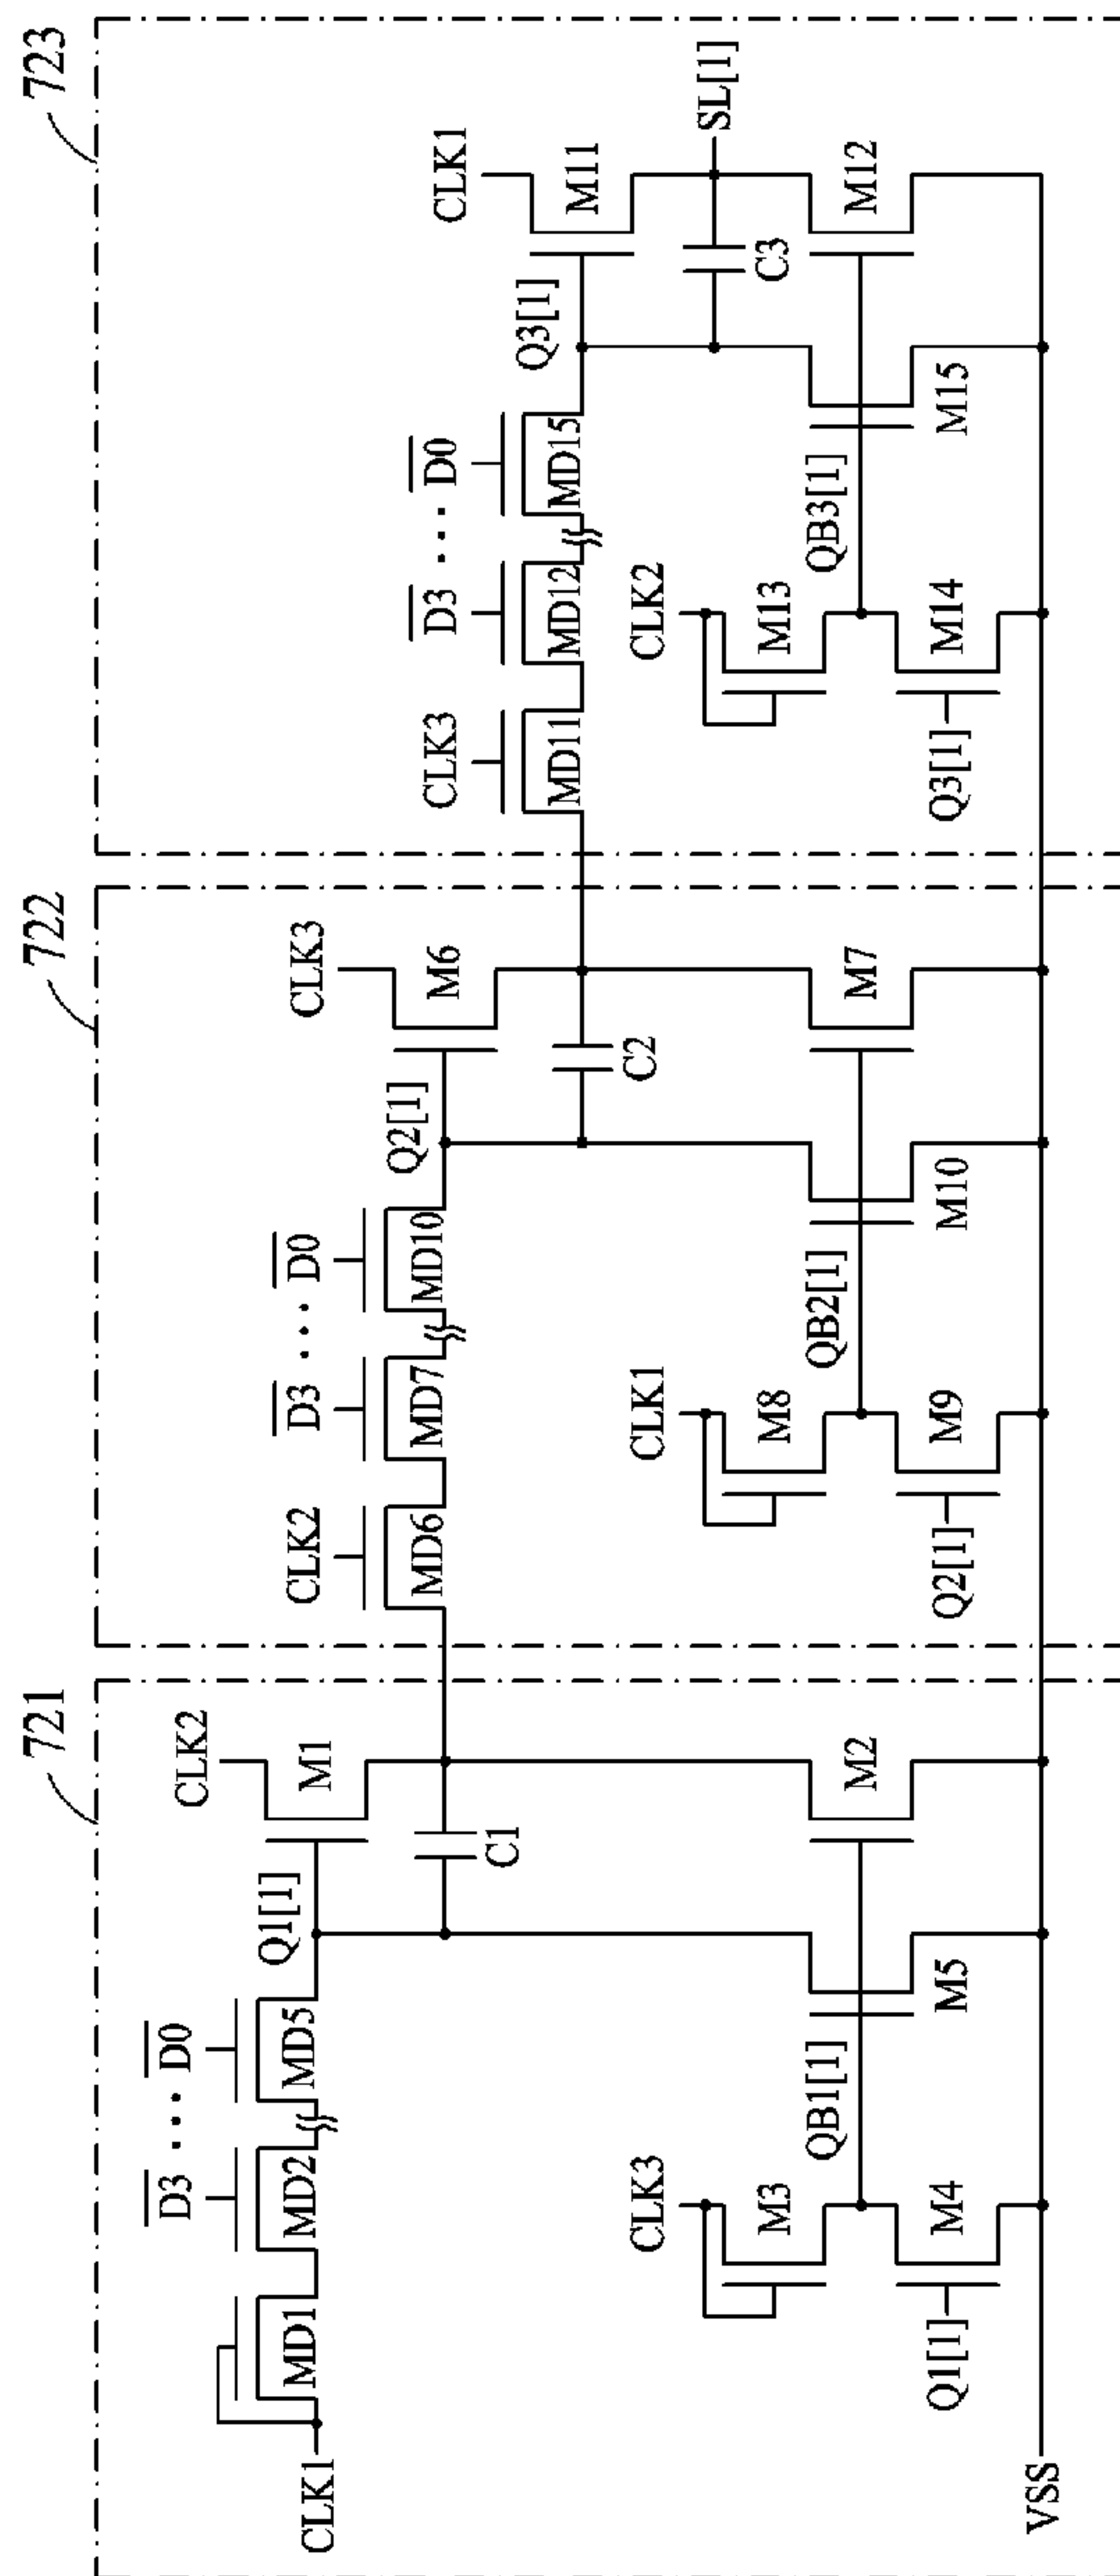 721
CLK1
MD1
D3 ... D0
MD2
MD5
Q1[1]
CLK2
M1
C1
CLK3
M3
QB1[1]
M4
Q1[1]
M5
M2
VSS
722
CLK2
MD6
D3 ... D0
MD7
MD10
Q2[1]
CLK3
M6
C2
CLK1
M8
QB2[1]
M9
Q2[1]
M10
M7
723
CLK3
MD11
D3 ... D0
MD12
MD15
Q3[1]
CLK1
M11
SL[1]
C3
CLK2
M13
QB3[1]
M14
Q3[1]
M15
M12